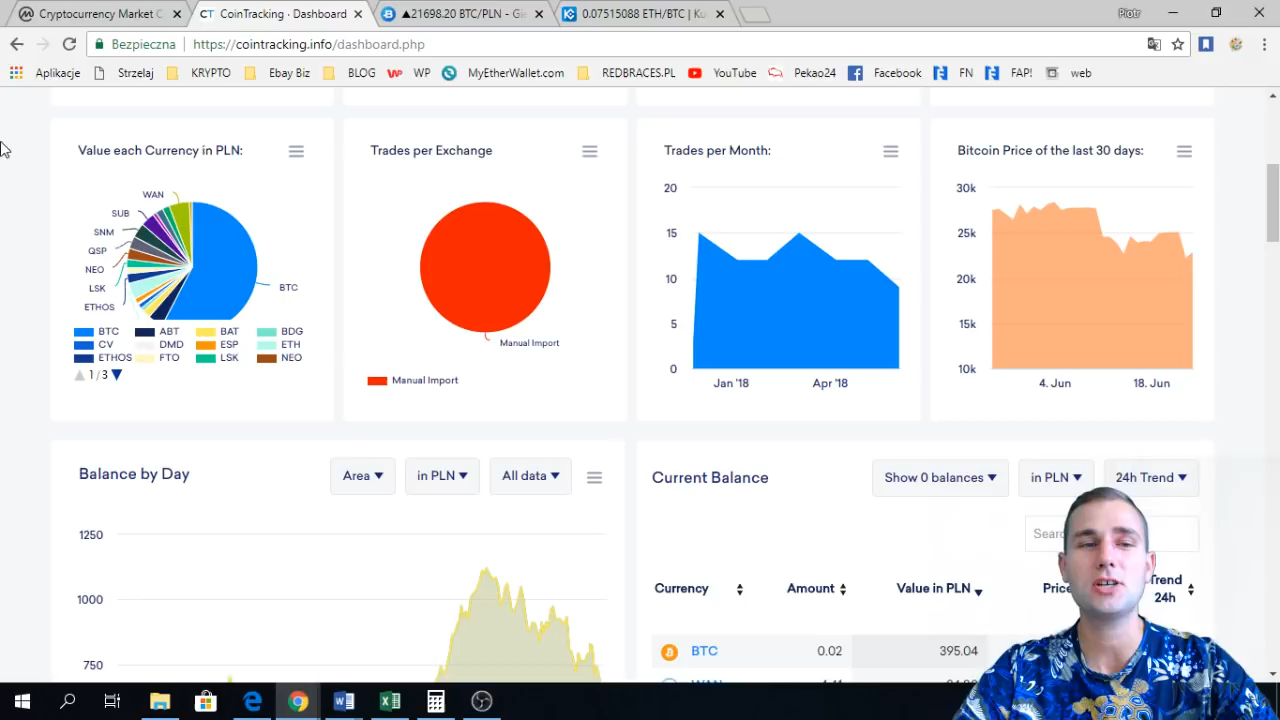 Cryptocurrency Market C
CoinTracking · Dashboard
▲21698.20 BTC/PLN - Gie
0.07515088 ETH/BTC | Ku
Piotr
Bezpieczna
https://cointracking.info/dashboard.php
Aplikacje
Strzelaj
KRYPTO
Ebay Biz
BLOG
WP
MyEtherWallet.com
REDBRACES.PL
YouTube
Pekao24
Facebook
FN
FAP!
web
Value each Currency in PLN:
WAN
SUB
SNM
QSP
NEO
LSK
ETHOS
BTC
BTC ABT BAT BDG
CV DMD ESP ETH
ETHOS FTO LSK NEO
1/3
Trades per Exchange
Manual Import
Manual Import
Trades per Month:
20
15
10
5
0
Jan '18 Apr '18
Bitcoin Price of the last 30 days:
30k
25k
20k
15k
10k
4. Jun 18. Jun
Balance by Day
Area
in PLN
All data
1250
1000
750
Current Balance
Show 0 balances
in PLN
24h Trend
Currency Amount Value in PLN Trend
24h
BTC 0.02 395.04